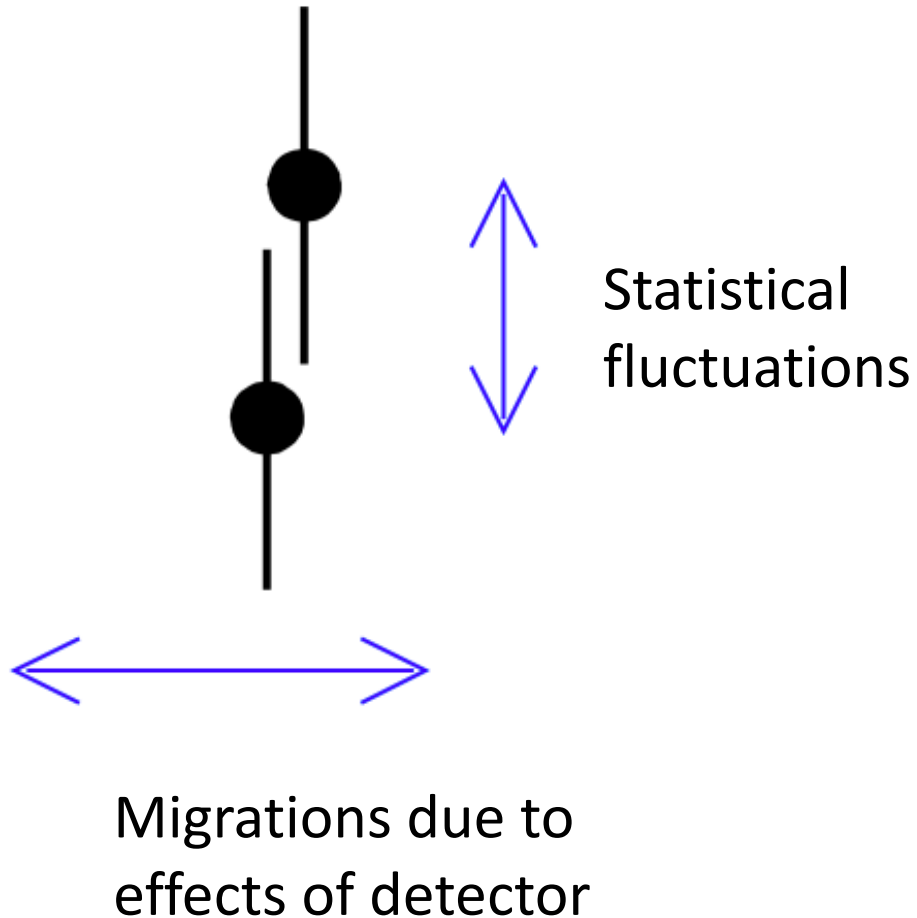 Statistical
fluctuations
Migrations due to
effects of detector